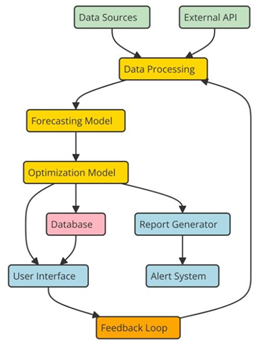 Data Sources
External API
Data Processing
Forecasting Model
Optimization Model
Database
Report Generator
User Interface
Alert System
Feedback Loop